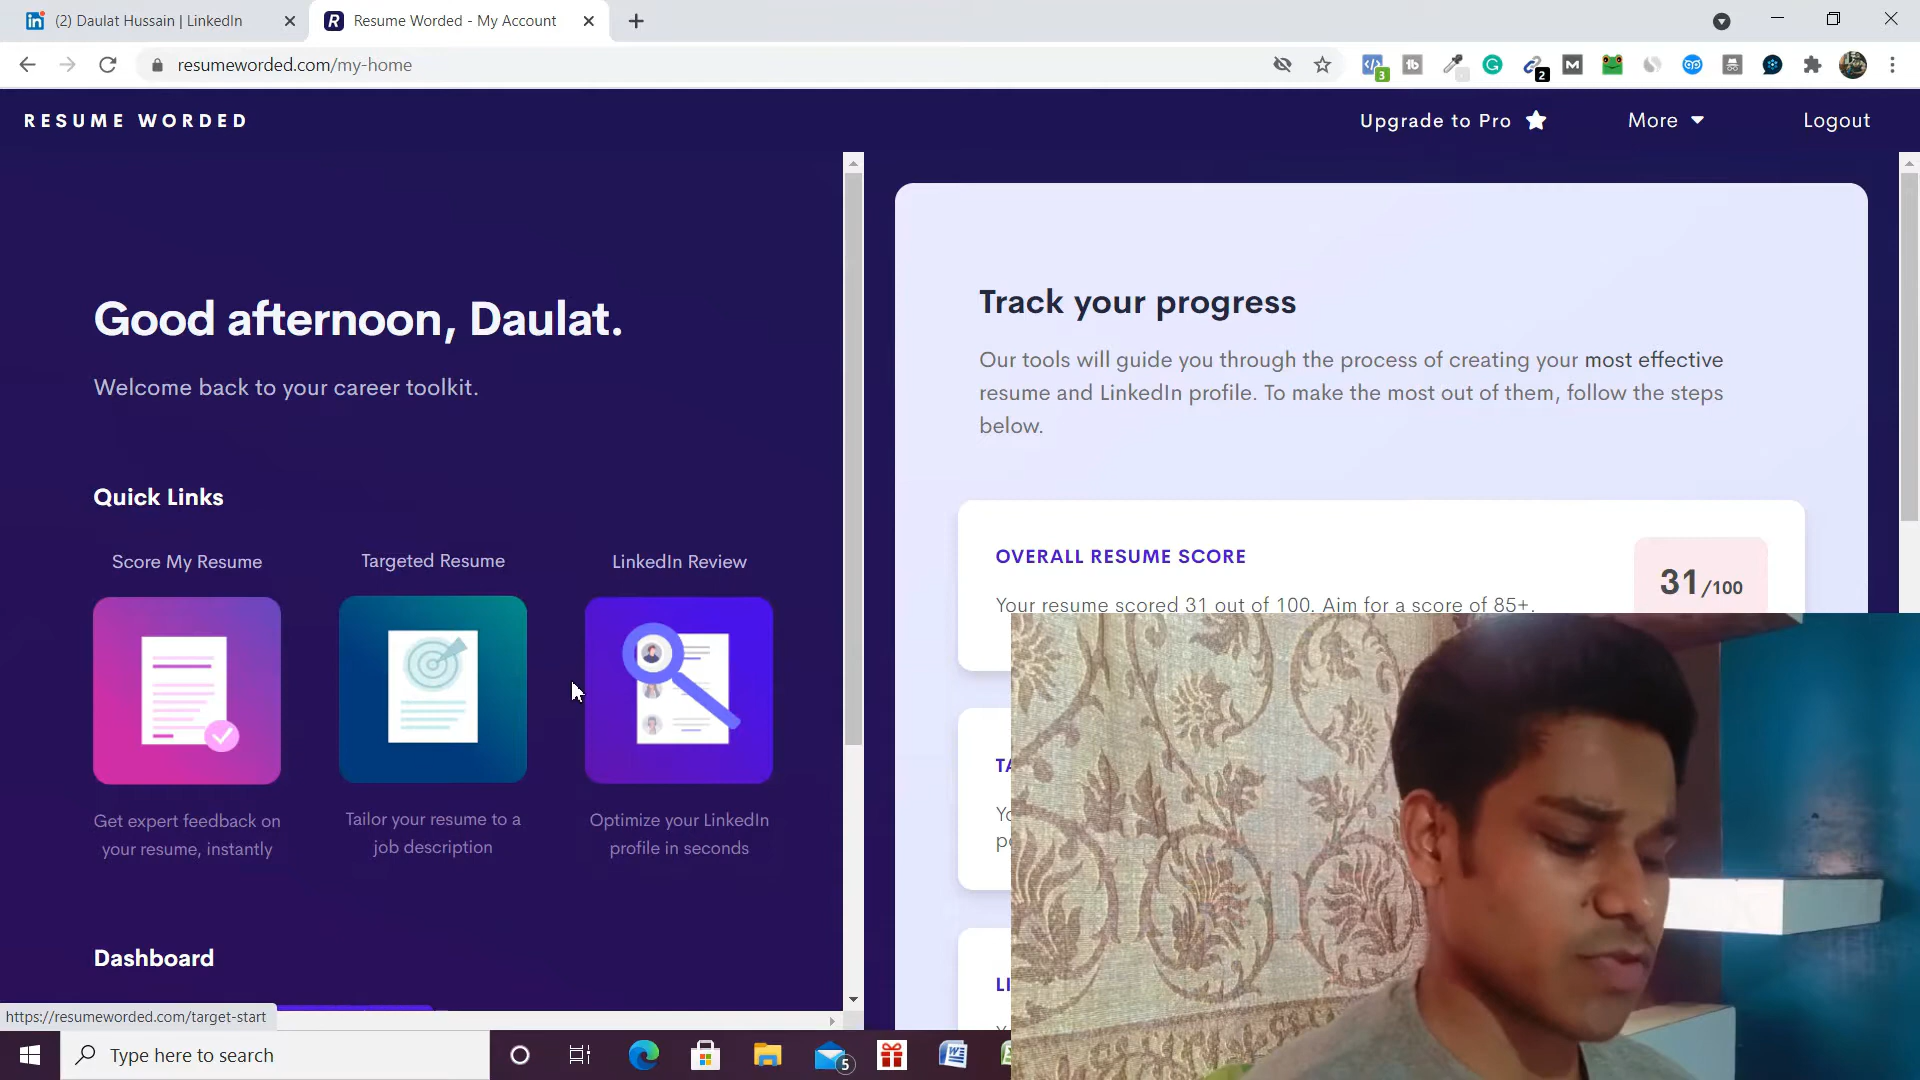 (2) Daulat Hussain | LinkedIn
Resume Worded - My Account
resumeworded.com/my-home
RESUME WORDED
Upgrade to Pro
More
Logout
Good afternoon, Daulat.
Welcome back to your career toolkit.
Quick Links
Score My Resume
Targeted Resume
LinkedIn Review
Get expert feedback on
your resume, instantly
Tailor your resume to a
job description
Optimize your LinkedIn
profile in seconds
Dashboard
Track your progress
Our tools will guide you through the process of creating your most effective
resume and LinkedIn profile. To make the most out of them, follow the steps
below.
OVERALL RESUME SCORE
31/100
Your resume scored 31 out of 100. Aim for a score of 85+.
https://resumeworded.com/target-start
Type here to search
5
3
2